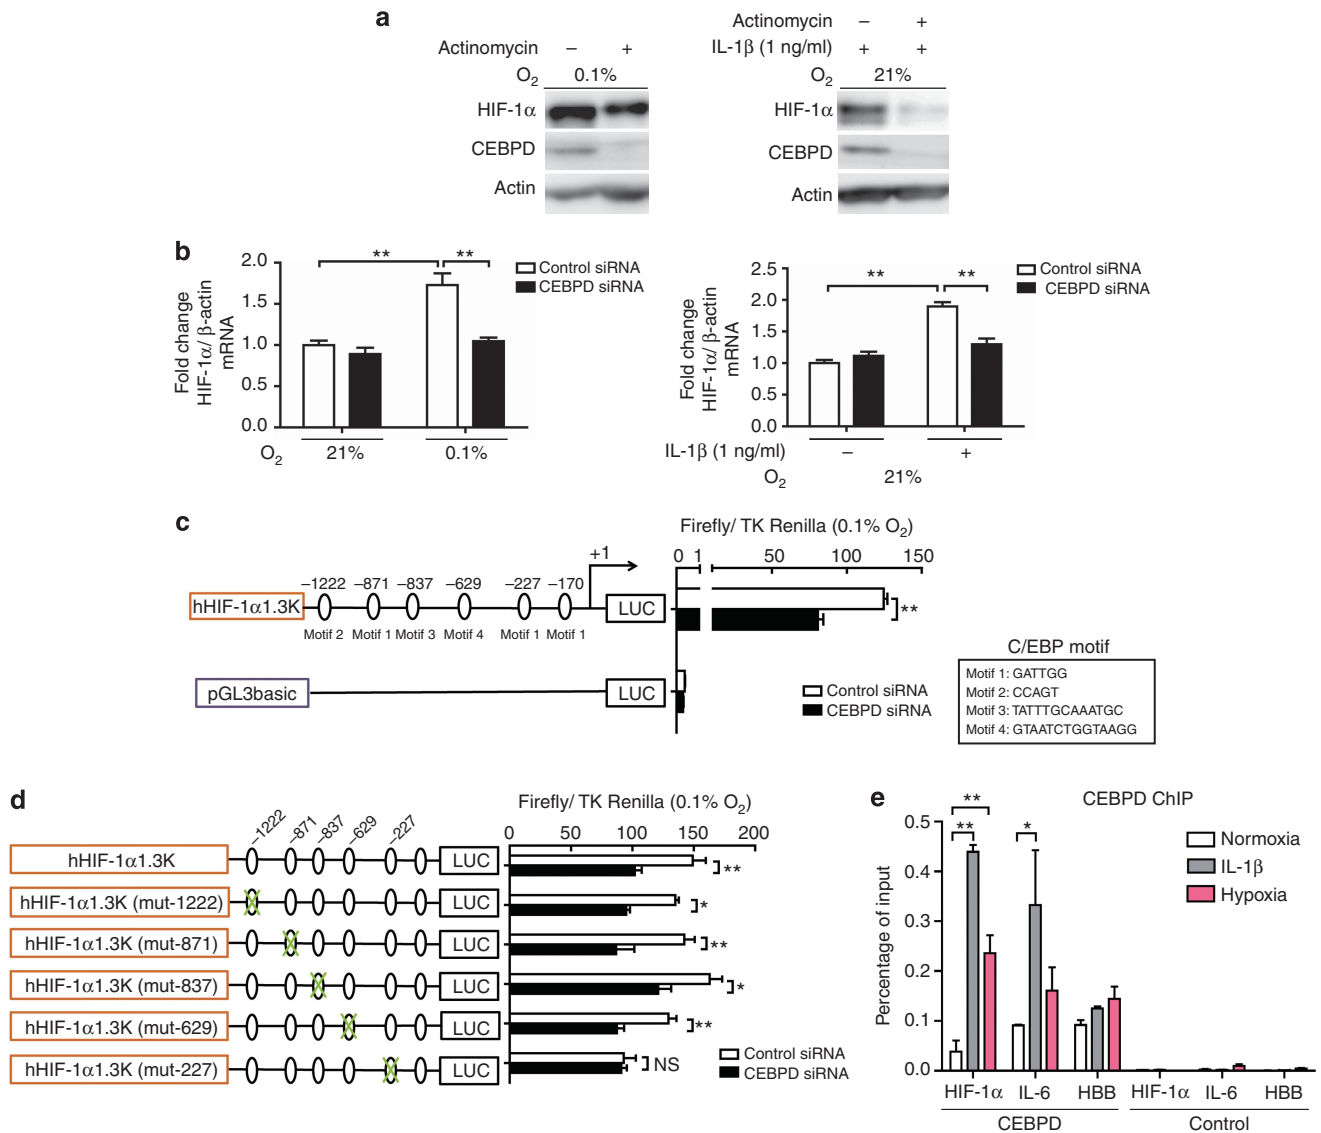 a
Actinomycin − +
O2 0.1%
HIF-1α
CEBPD
Actin
Actinomycin − +
IL-1β (1 ng/ml) + +
O2 21%
HIF-1α
CEBPD
Actin
b
Fold change
HIF-1α/ β-actin
mRNA
2.0
1.5
1.0
0.5
0.0
** **
Control siRNA
CEBPD siRNA
O2 21% 0.1%
Fold change
HIF-1α/ β-actin
mRNA
2.5
2.0
1.5
1.0
0.5
0.0
** **
Control siRNA
CEBPD siRNA
IL-1β (1 ng/ml) − +
O2 21%
c
Firefly/ TK Renilla (0.1% O2)
0 1 50 100 150
+1
−1222 −871 −837 −629 −227 −170
hHIF-1α1.3K LUC
**
Motif 2 Motif 1 Motif 3 Motif 4 Motif 1 Motif 1
pGL3basic LUC
Control siRNA
CEBPD siRNA
C/EBP motif
Motif 1: GATTGG
Motif 2: CCAGT
Motif 3: TATTTGCAAATGC
Motif 4: GTAATCTGGTAAGG
d
Firefly/ TK Renilla (0.1% O2)
0 50 100 150 200
−1222 −871 −837 −629 −227
hHIF-1α1.3K LUC **
hHIF-1α1.3K (mut-1222) LUC *
hHIF-1α1.3K (mut-871) LUC **
hHIF-1α1.3K (mut-837) LUC *
hHIF-1α1.3K (mut-629) LUC **
hHIF-1α1.3K (mut-227) LUC NS
Control siRNA
CEBPD siRNA
e
CEBPD ChIP
Percentage of input
0.5
0.4
0.3
0.2
0.1
0.0
**
** *
Normoxia
IL-1β
Hypoxia
HIF-1α IL-6 HBB HIF-1α IL-6 HBB
CEBPD Control